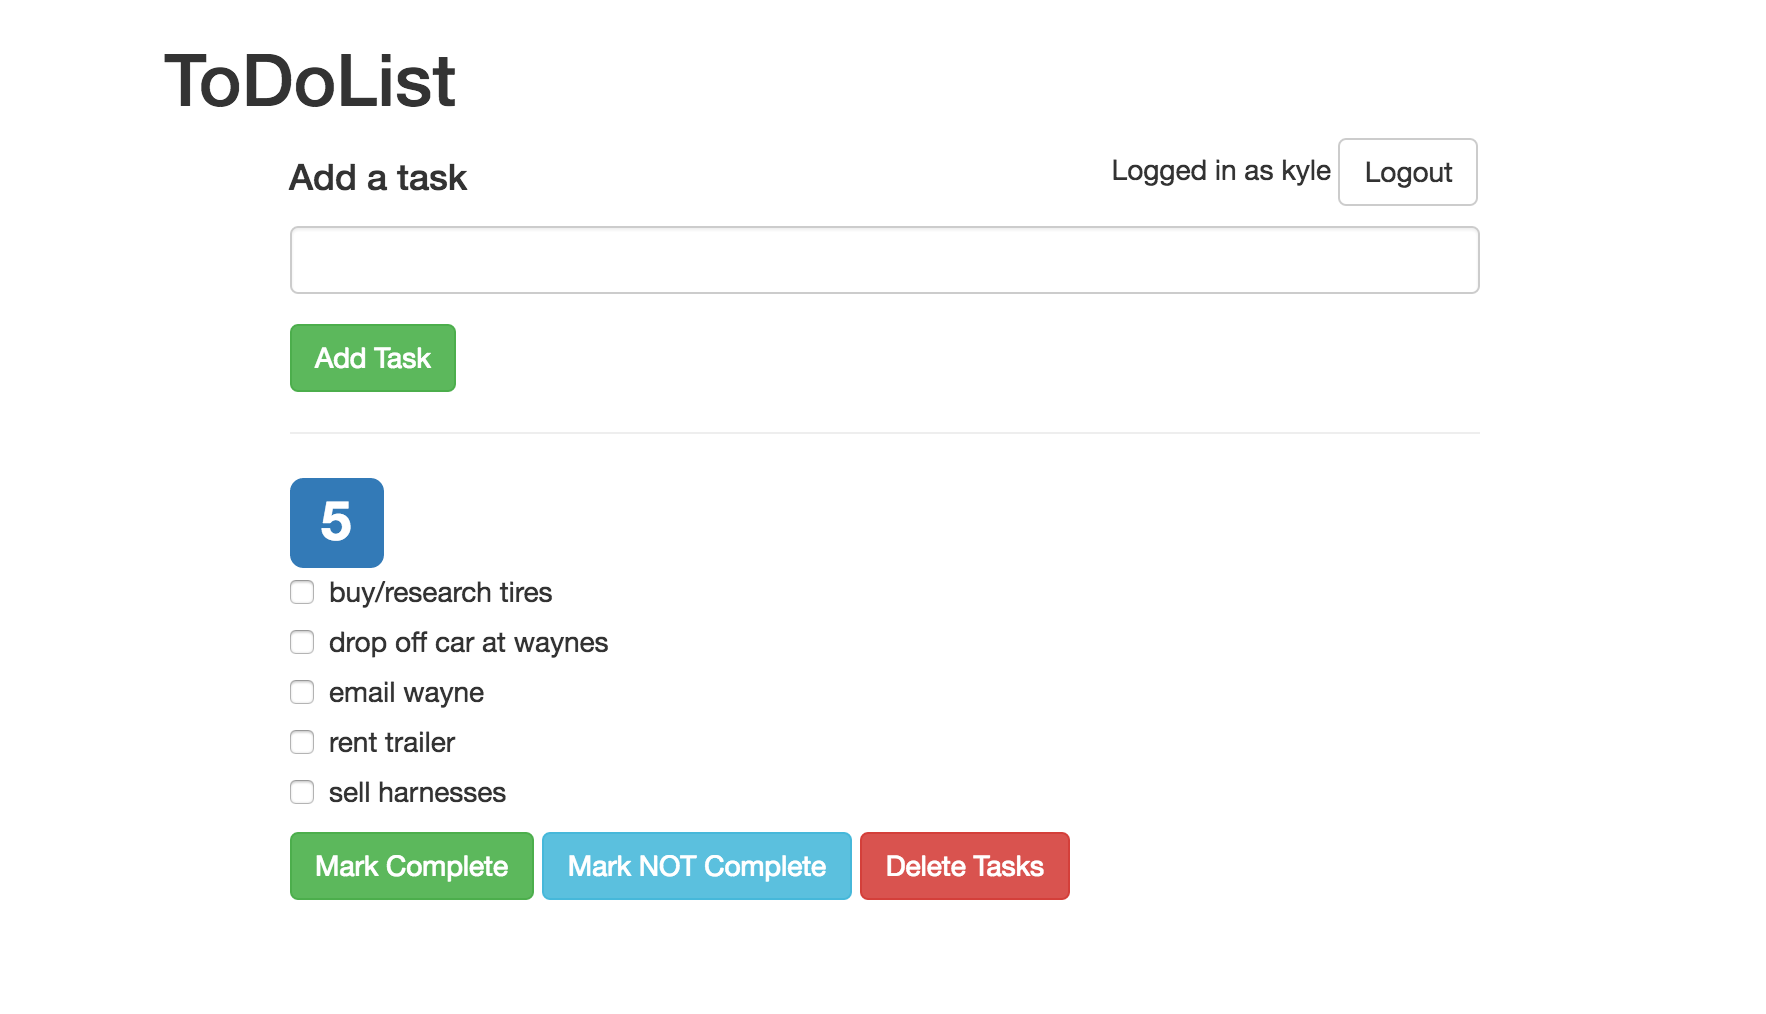 ToDoList
Add a task
Logged in as kyle
Logout
Add Task
5
buy/research tires
drop off car at waynes
email wayne
rent trailer
sell harnesses
Mark Complete
Mark NOT Complete
Delete Tasks